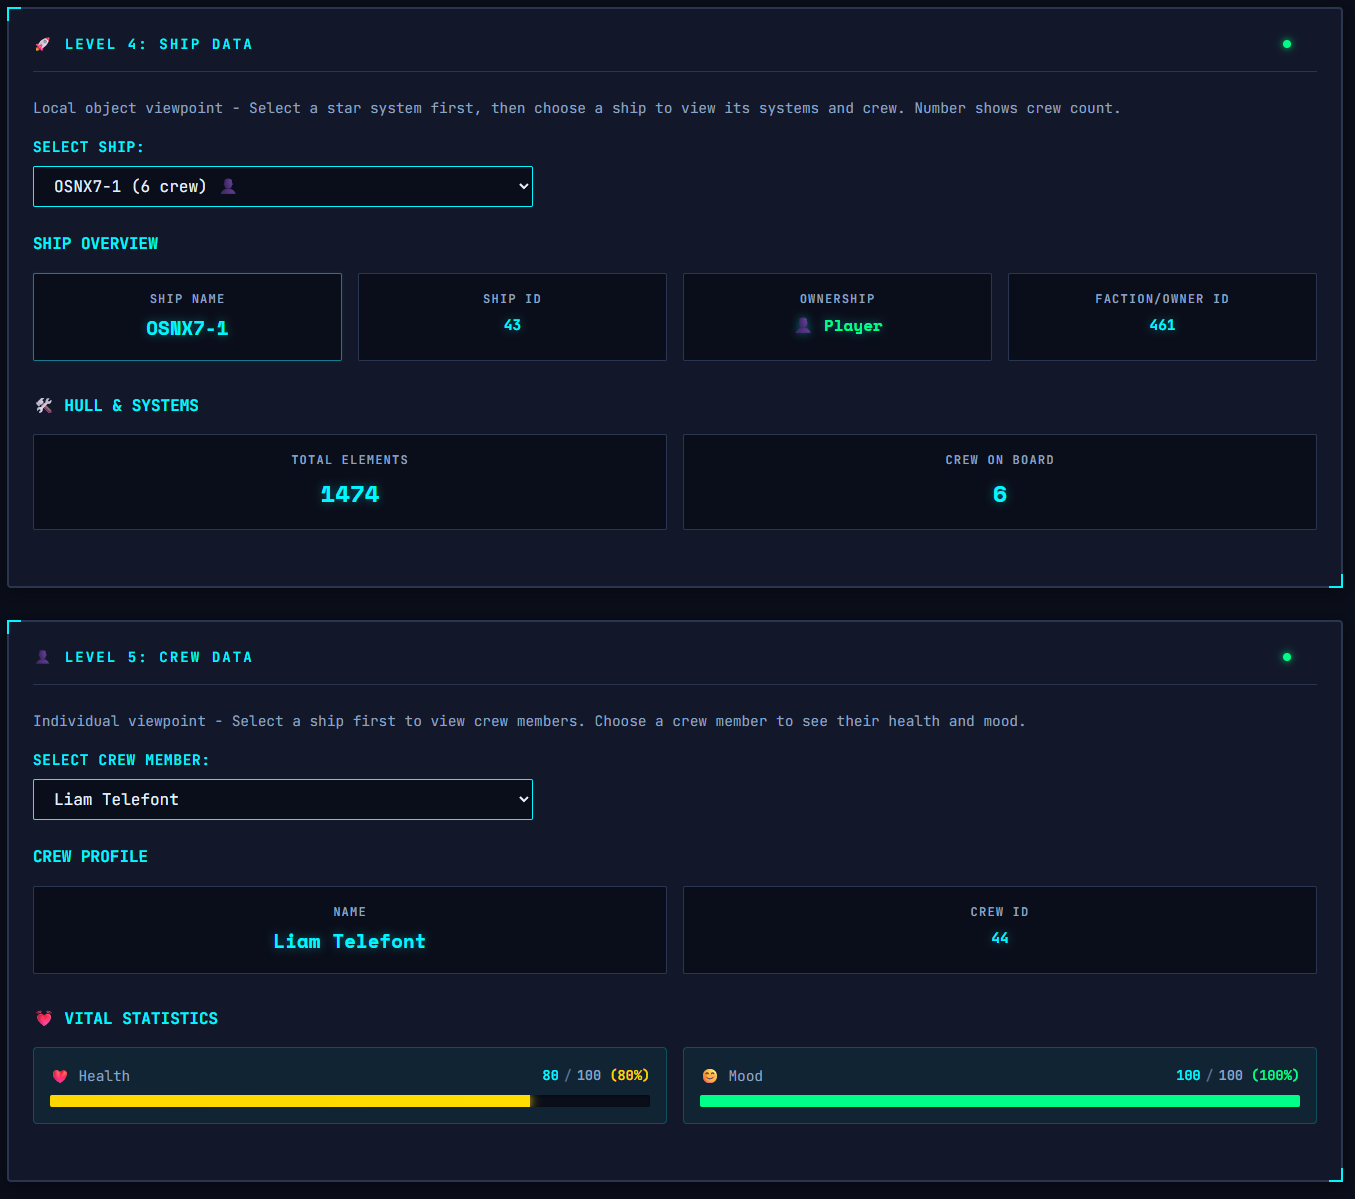 LEVEL 4: SHIP DATA
Local object viewpoint - Select a star system first, then choose a ship to view its systems and crew. Number shows crew count.
SELECT SHIP:
OSNX7-1 (6 crew)
SHIP OVERVIEW
SHIP NAME
OSNX7-1
SHIP ID
43
OWNERSHIP
Player
FACTION/OWNER ID
461
HULL & SYSTEMS
TOTAL ELEMENTS
1474
CREW ON BOARD
6
LEVEL 5: CREW DATA
Individual viewpoint - Select a ship first to view crew members. Choose a crew member to see their health and mood.
SELECT CREW MEMBER:
Liam Telefont
CREW PROFILE
NAME
Liam Telefont
CREW ID
44
VITAL STATISTICS
Health 80 / 100 (80%)
Mood 100 / 100 (100%)